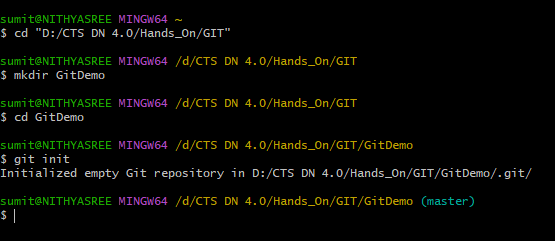 sumit@NITHYASREE MINGW64 ~
$ cd "D:/CTS DN 4.0/Hands_On/GIT"
sumit@NITHYASREE MINGW64 /d/CTS DN 4.0/Hands_On/GIT
$ mkdir GitDemo
sumit@NITHYASREE MINGW64 /d/CTS DN 4.0/Hands_On/GIT
$ cd GitDemo
sumit@NITHYASREE MINGW64 /d/CTS DN 4.0/Hands_On/GIT/GitDemo
$ git init
Initialized empty Git repository in D:/CTS DN 4.0/Hands_On/GIT/GitDemo/.git/
sumit@NITHYASREE MINGW64 /d/CTS DN 4.0/Hands_On/GIT/GitDemo (master)
$